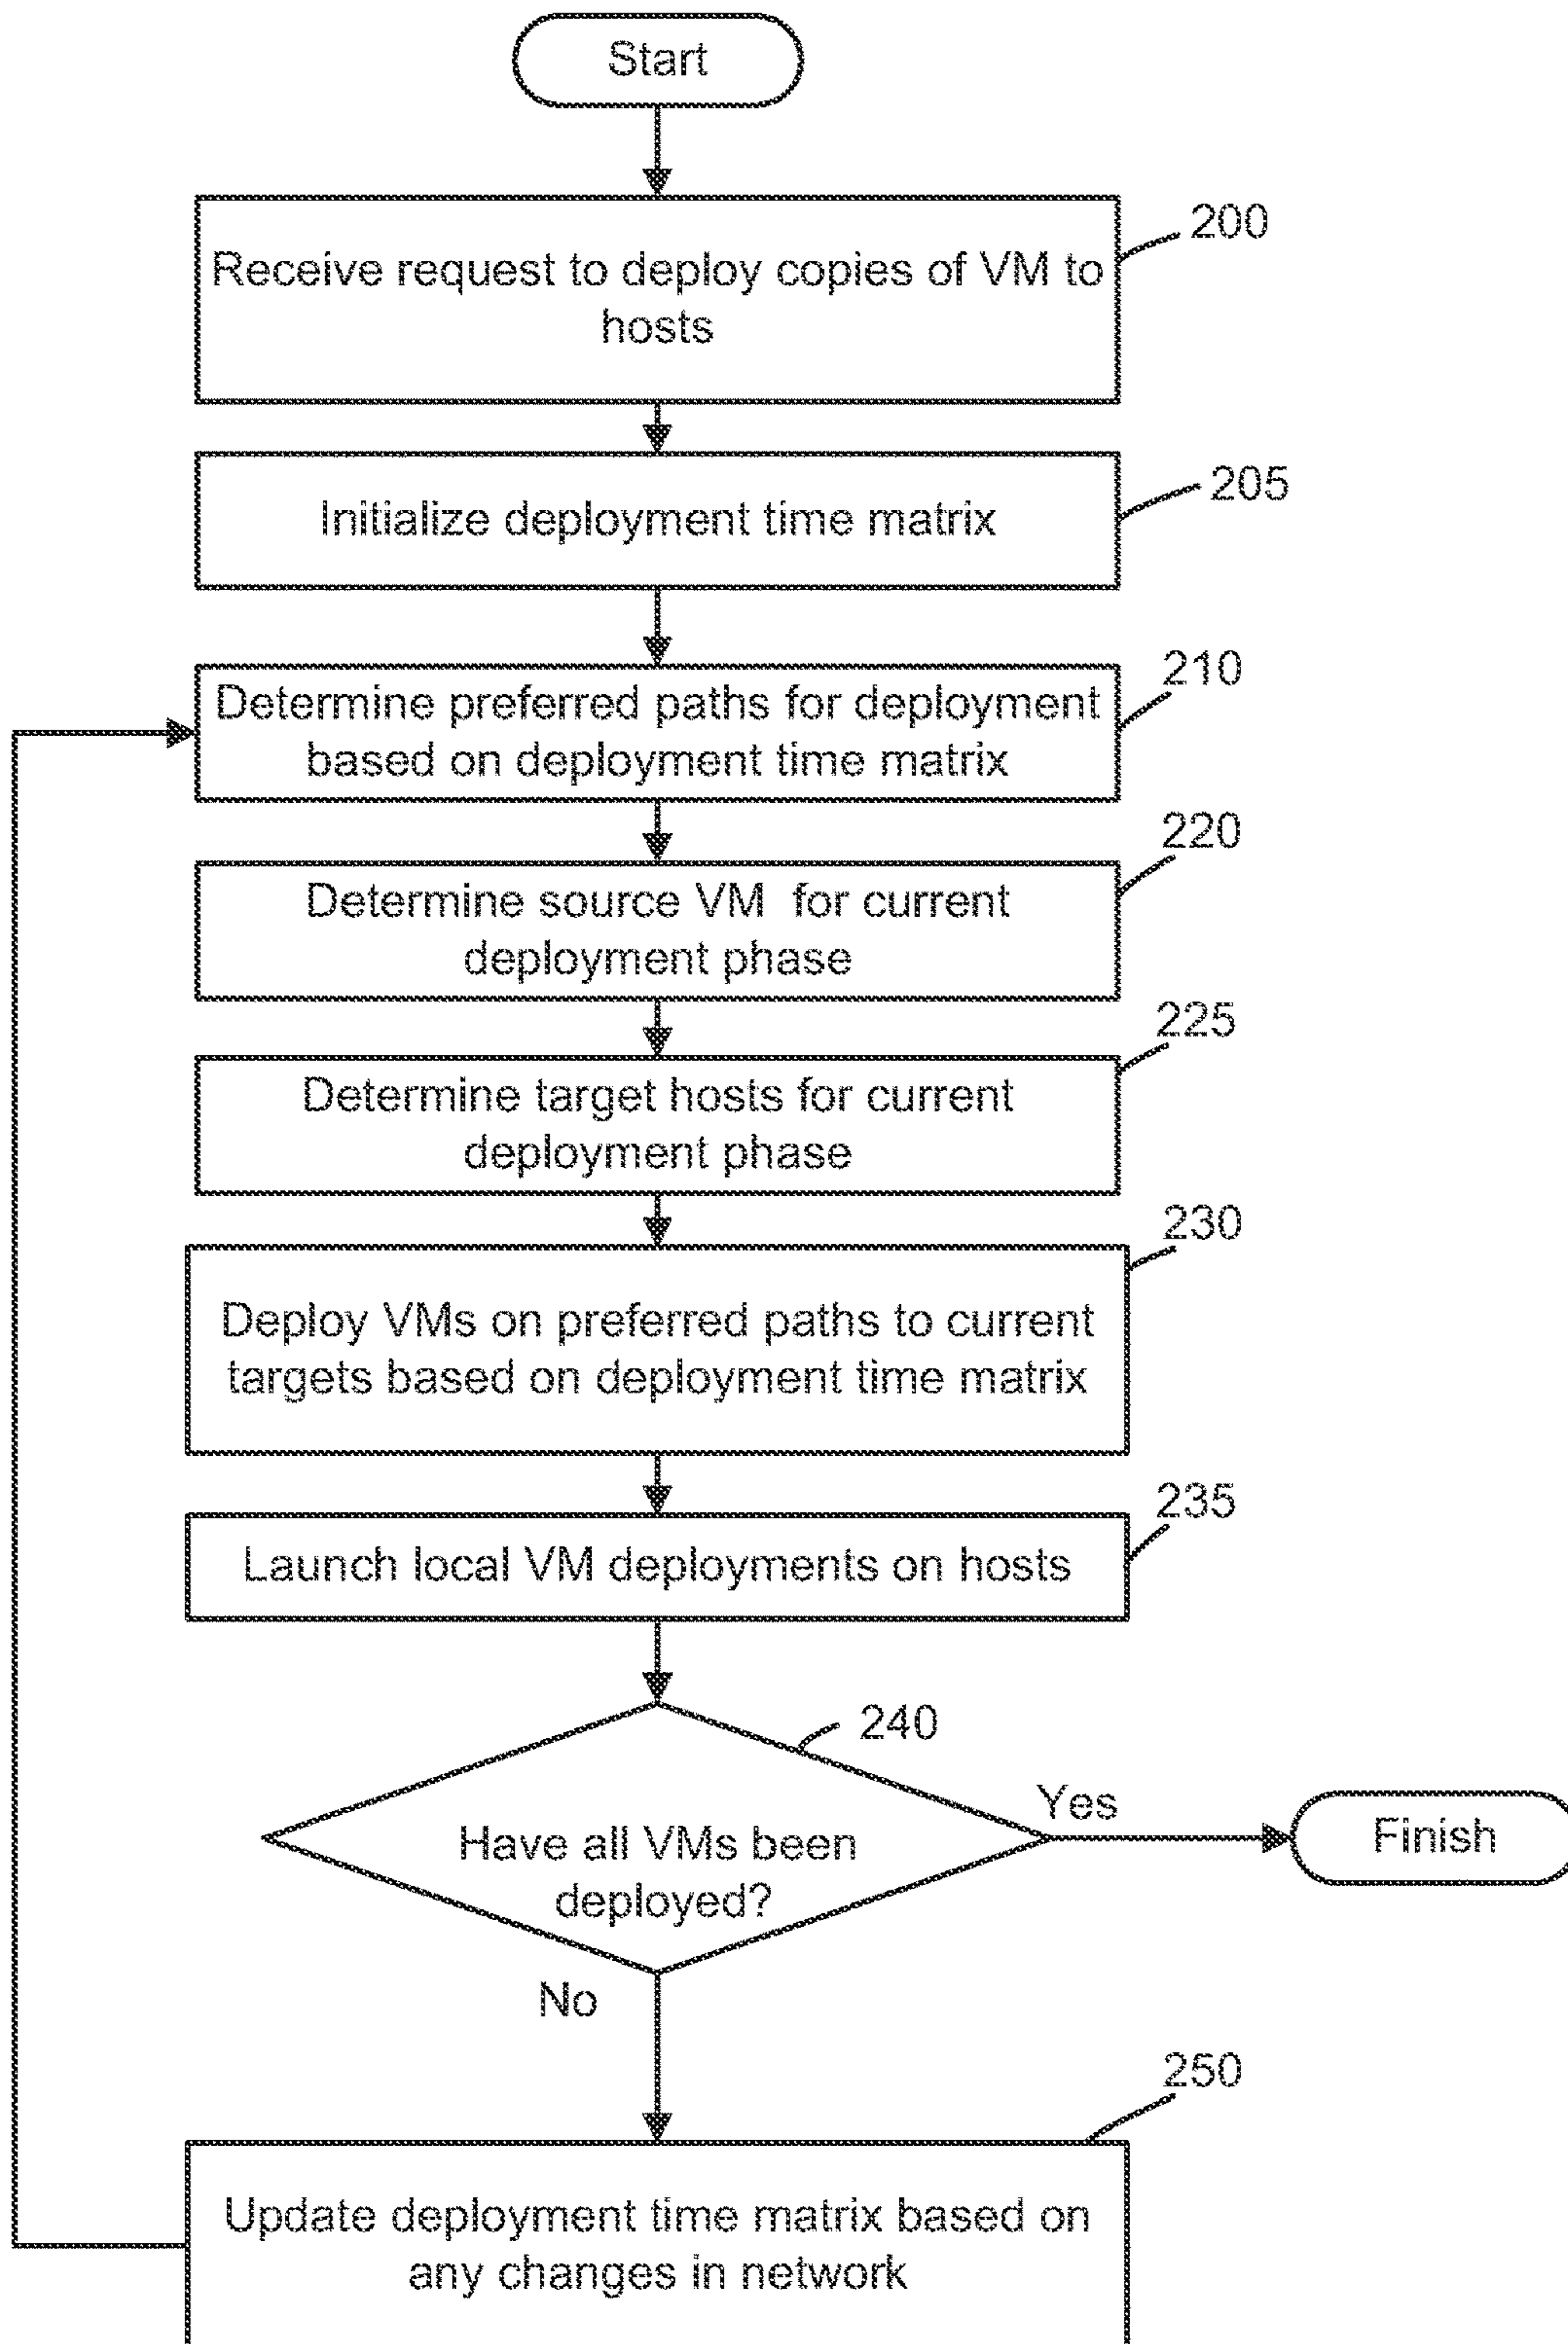 Start
200
Receive request to deploy copies of VM to
hosts
205
Initialize deployment time matrix
210
Determine preferred paths for deployment
based on deployment time matrix
220
Determine source VM for current
deployment phase
225
Determine target hosts for current
deployment phase
230
Deploy VMs on preferred paths to current
targets based on deployment time matrix
235
Launch local VM deployments on hosts
240
Have all VMs been
deployed?
Yes
Finish
No
250
Update deployment time matrix based on
any changes in network